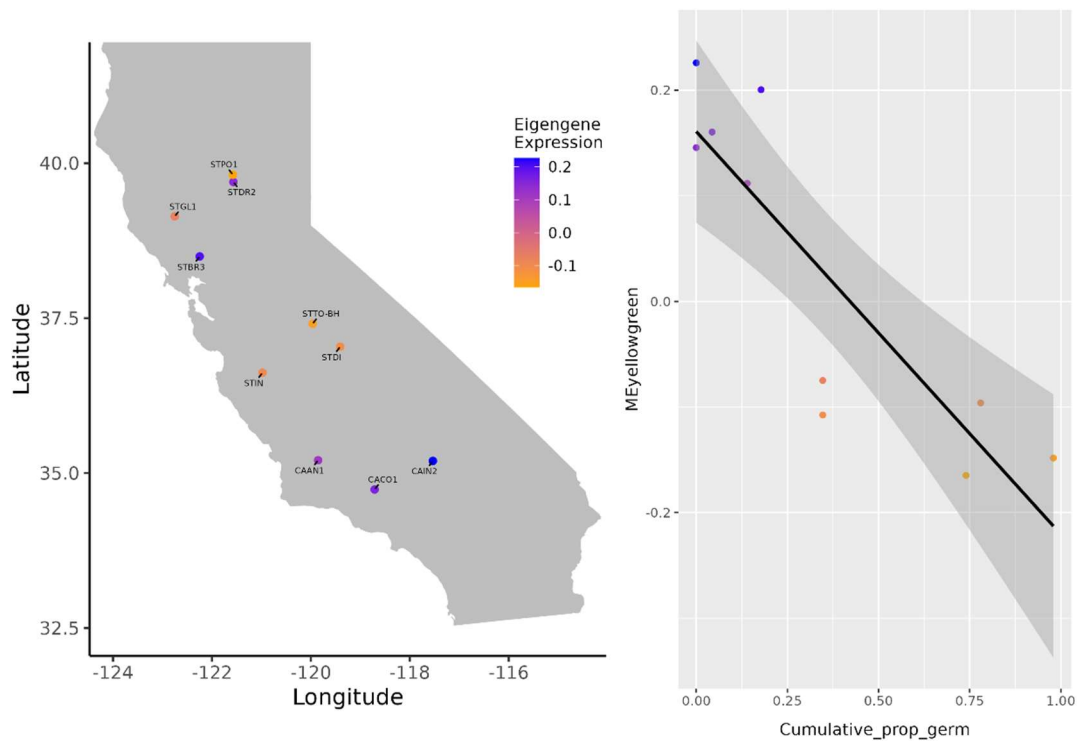 40.0
37.5
35.0
32.5
Latitude
-124
-122
-120
-118
-116
Longitude
STPO1
STDR2
STGL1
STBR3
STTO-BH
STDI
STIN
CAAN1
CACO1
CAIN2
Eigengene
Expression
0.2
0.1
0.0
-0.1
MEyellowgreen
0.2
0.0
-0.2
0.00
0.25
0.50
0.75
1.00
Cumulative_prop_germ